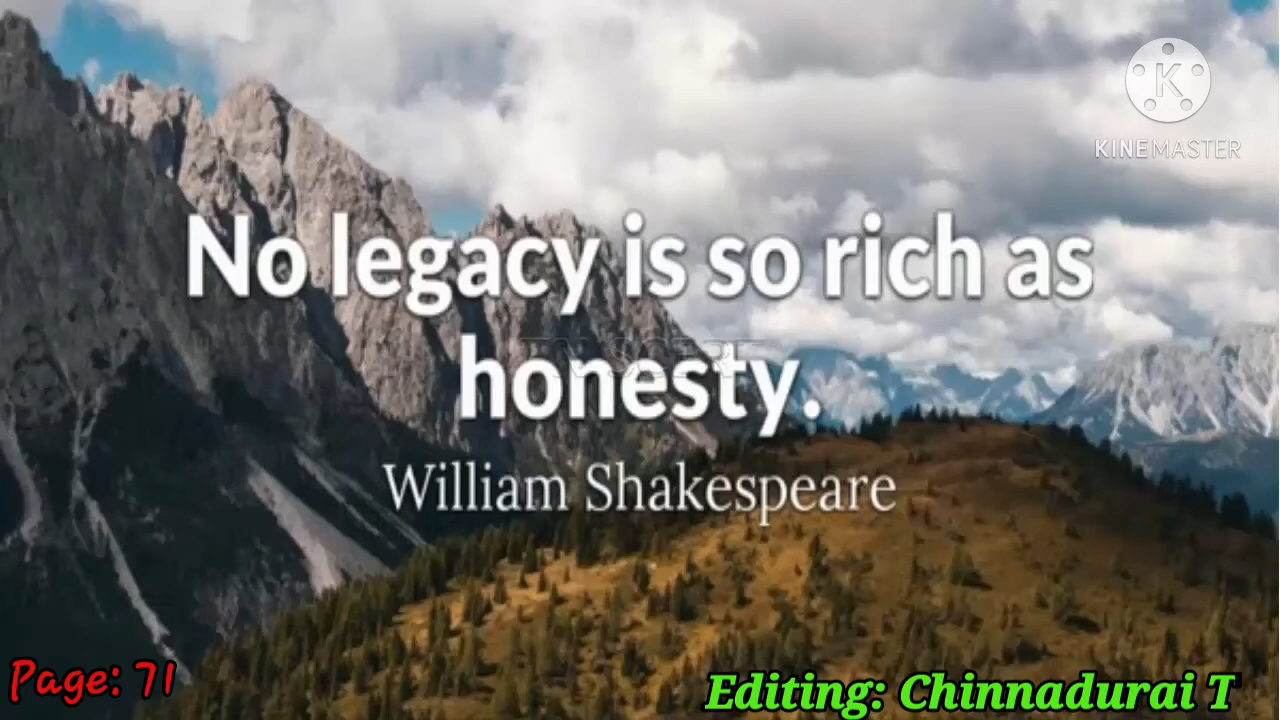 K
KINEMASTER
No legacy is so rich as
honesty.
William Shakespeare
Page: 71
Editing: Chinnadurai T